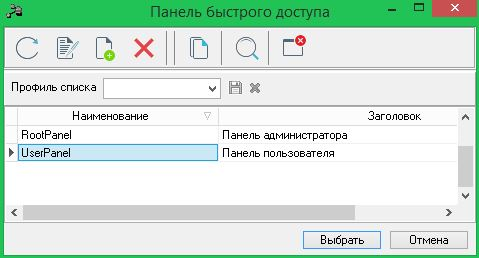 Панель быстрого доступа
Профиль списка
Наименование Заголовок
RootPanel Панель администратора
UserPanel Панель пользователя
Выбрать Отмена